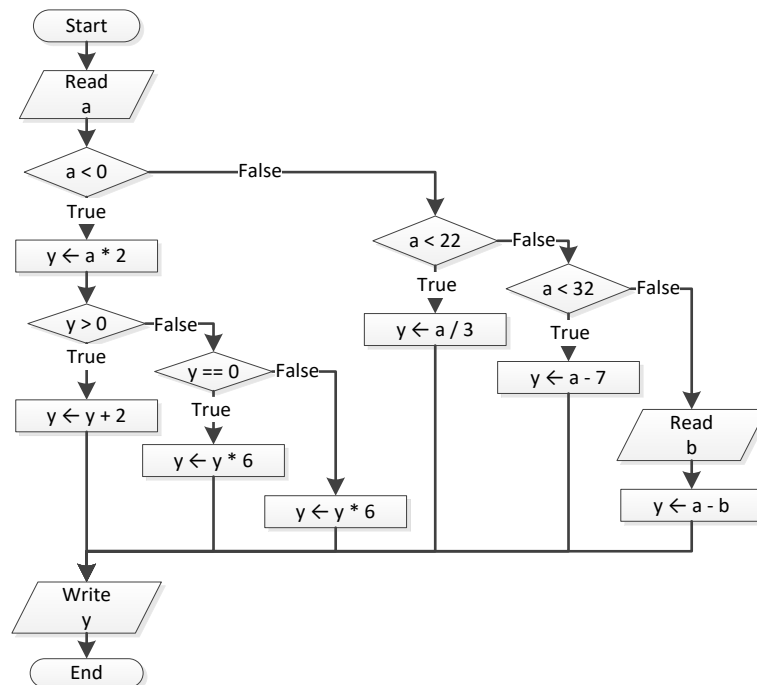 Start
Read
a
a < 0
False
True
a < 22
False
y ← a * 2
True
a < 32
False
y > 0
False
y ← a / 3
True
True
y == 0
False
y ← a - 7
y ← y + 2
True
Read
b
y ← y * 6
y ← y * 6
y ← a - b
Write
y
End